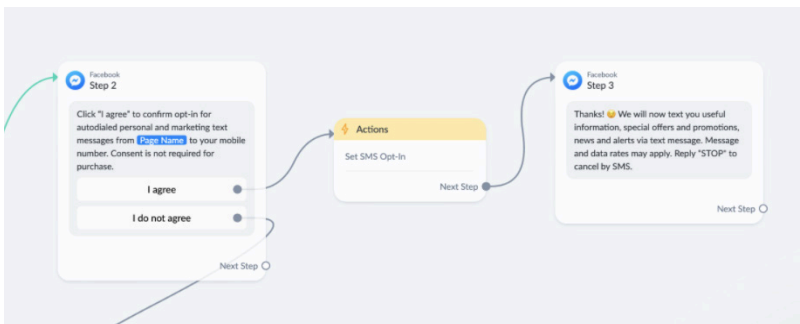 Facebook
Step 2
Click "I agree" to confirm opt-in for
autodialed personal and marketing text
messages from Page Name to your mobile
number. Consent is not required for
purchase.
I agree
I do not agree
Next Step
Actions
Set SMS Opt-In
Next Step
Facebook
Step 3
Thanks! 😉 We will now text you useful
information, special offers and promotions,
news and alerts via text message. Message
and data rates may apply. Reply "STOP" to
cancel by SMS.
Next Step